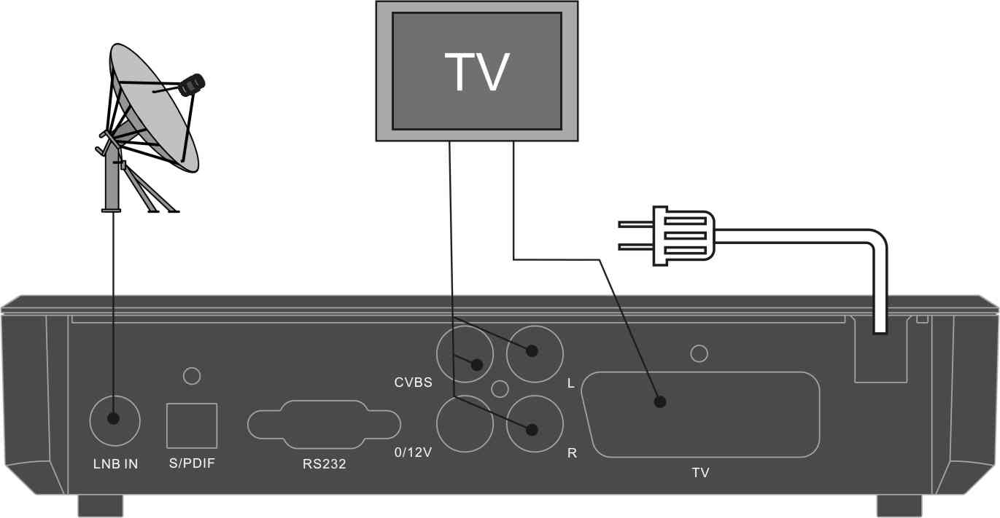 TV
CVBS
L
0/12V
R
LNB IN
S/PDIF
RS232
TV